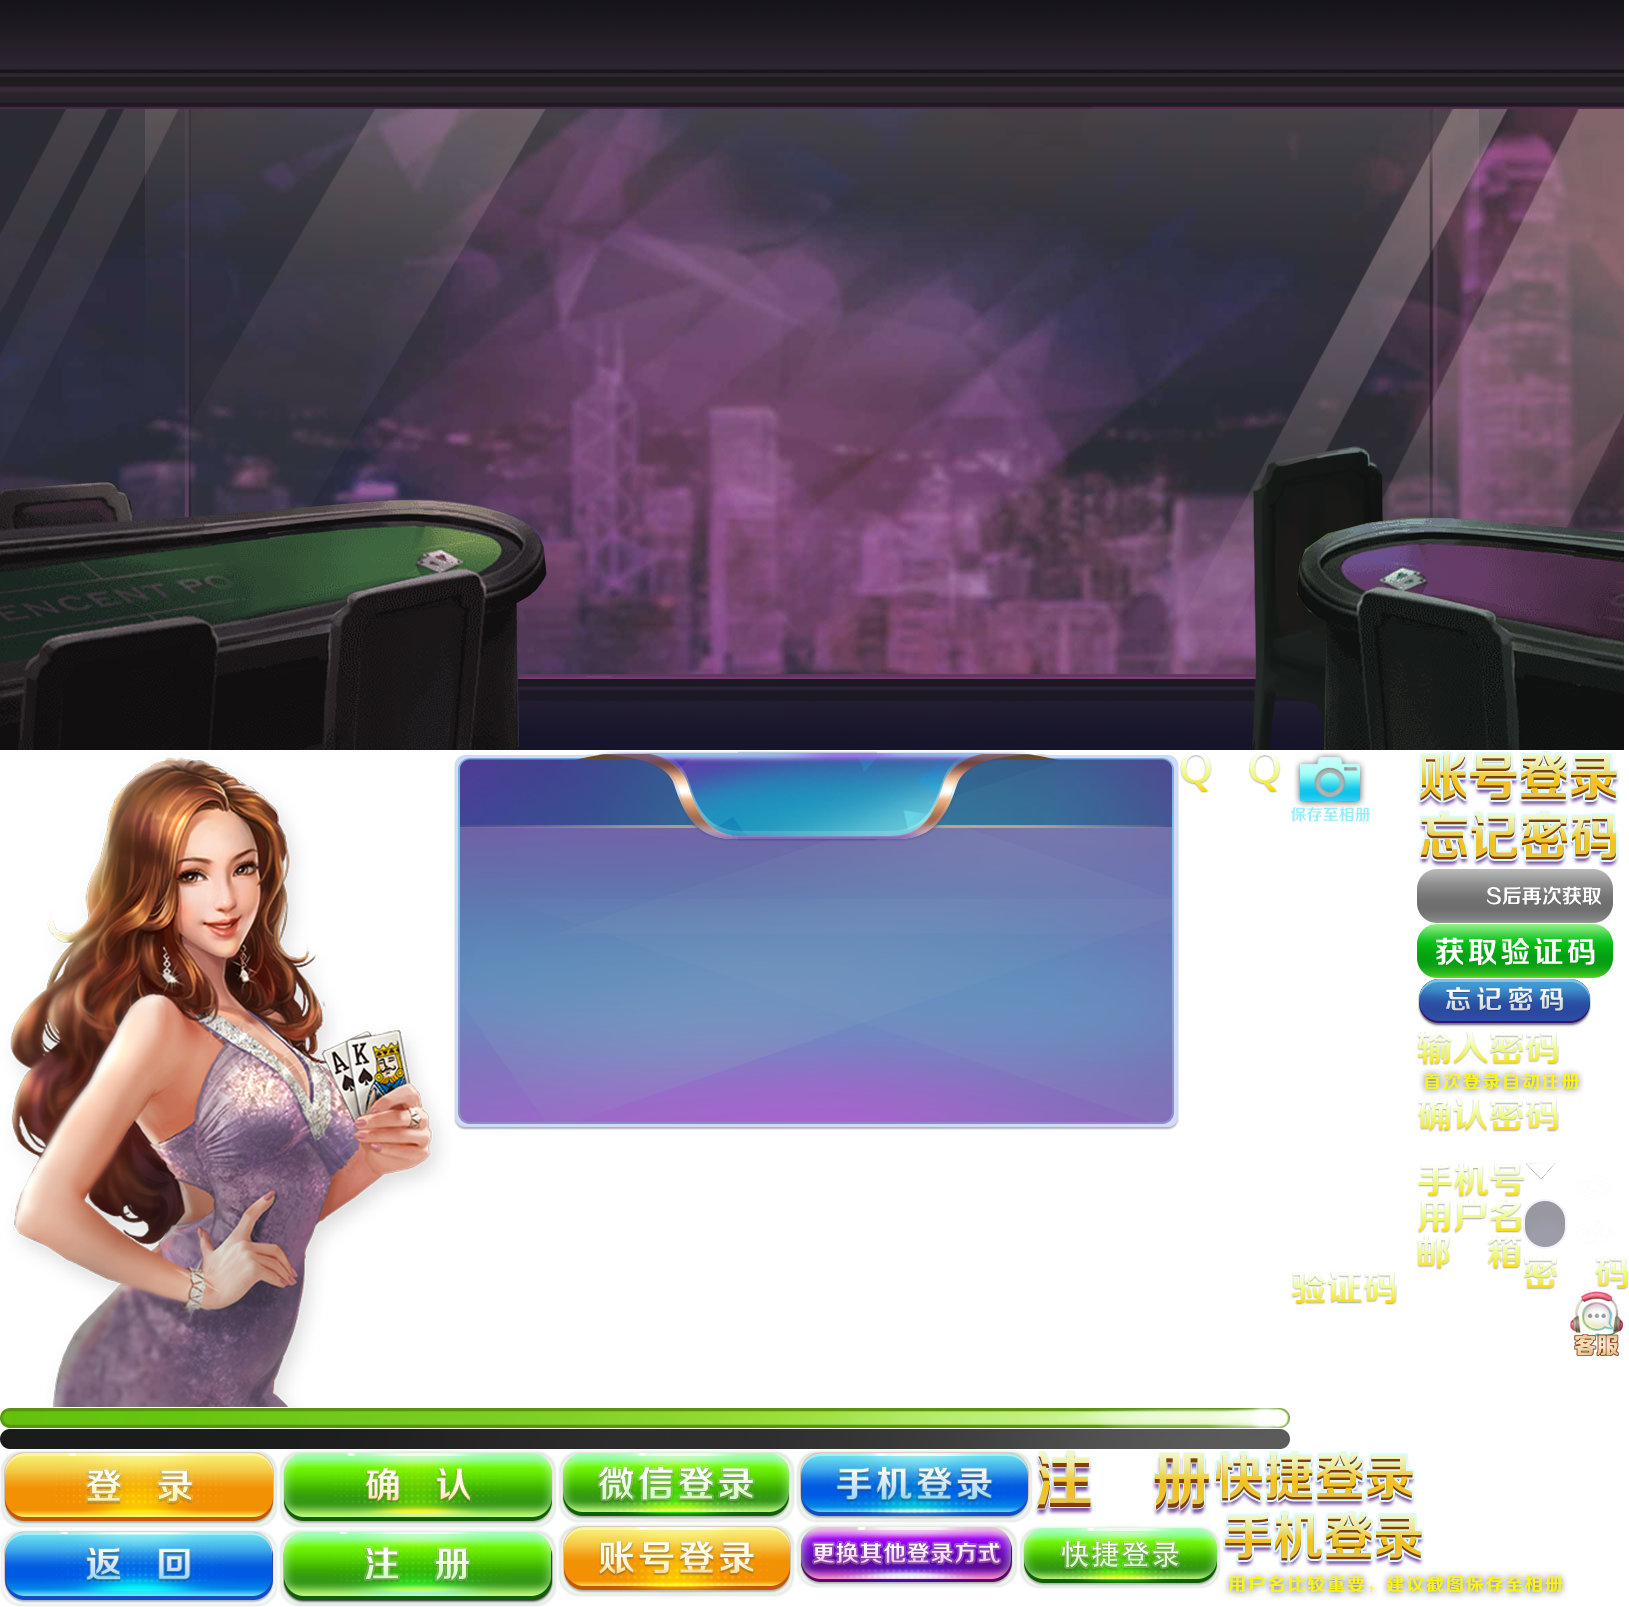 ENCENT PO
Q Q
保存至相册
账号登录
忘记密码
S后再次获取
获取验证码
忘记密码
输入密码
首次登录自动注册
确认密码
手机号
用户名
邮 箱
密 码
验证码
客服
A K
登 录
确 认
微信登录
手机登录
注 册
快捷登录
手机登录
返 回
注 册
账号登录
更换其他登录方式
快捷登录
用户名比较重要，建议截图保存至相册